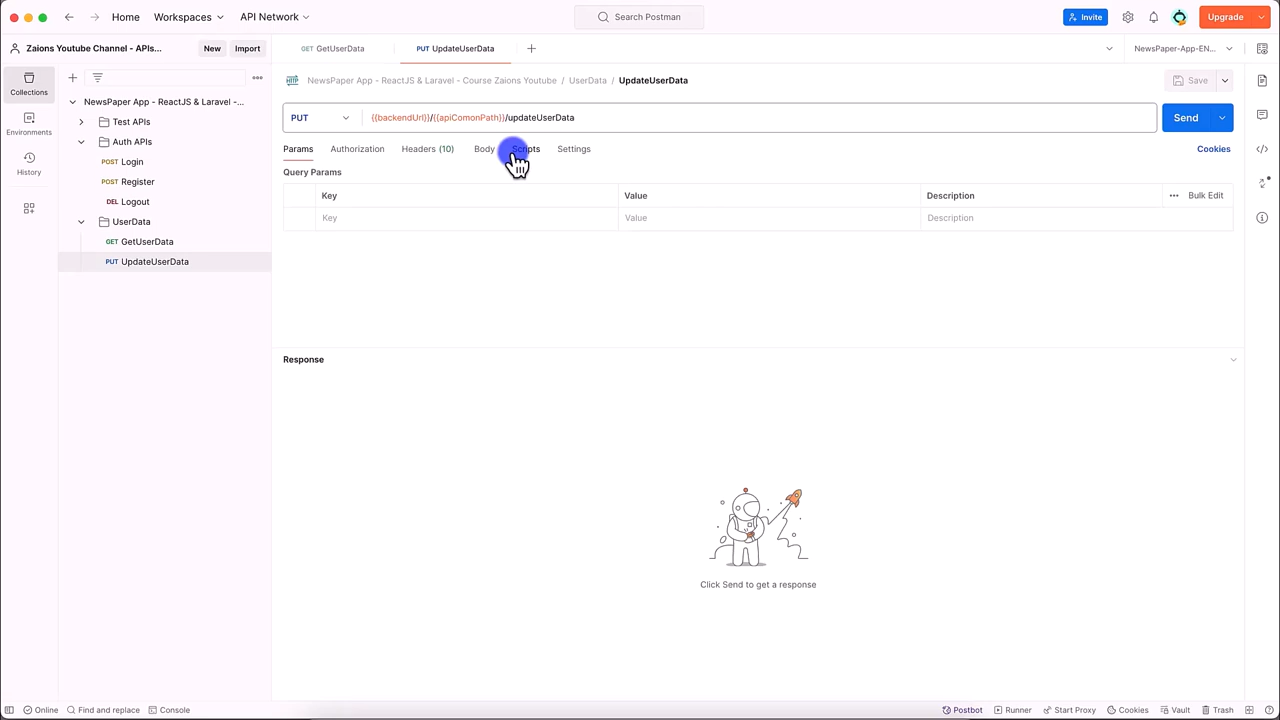 Home Workspaces API Network Search Postman Invite Upgrade
Zaions Youtube Channel - APIs... New Import GET GetUserData PUT UpdateUserData NewsPaper-App-EN...
Collections
Environments
History
NewsPaper App - ReactJS & Laravel -...
Test APIs
Auth APIs
POST Login
POST Register
DEL Logout
UserData
GET GetUserData
PUT UpdateUserData
HTTP NewsPaper App - ReactJS & Laravel - Course Zaions Youtube / UserData / UpdateUserData Save
PUT {{backendUrl}}/{{apiComonPath}}/updateUserData Send
Params Authorization Headers (10) Body Scripts Settings Cookies
Query Params
Key Value Description Bulk Edit
Key Value Description
Response
Click Send to get a response
Online Find and replace Console Postbot Runner Start Proxy Cookies Vault Trash